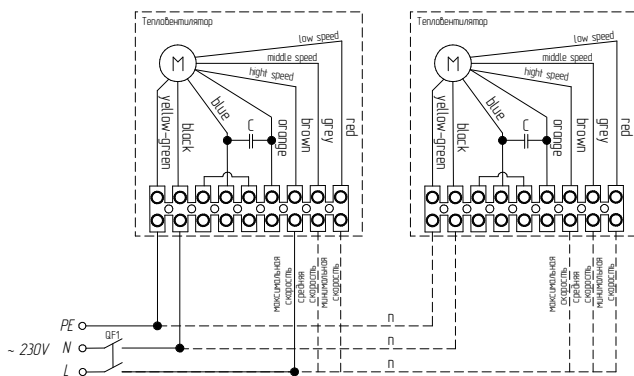 Тепловентилятор
low speed
middle speed
hight speed
M
yellow-green
black
blue
C
orange
brown
grey
red
максимальная
скорость
средняя
скорость
минимальная
скорость
Тепловентилятор
low speed
middle speed
hight speed
M
yellow-green
black
blue
C
orange
brown
grey
red
максимальная
скорость
средняя
скорость
минимальная
скорость
PE
n
~ 230V N QF1
n
L
n